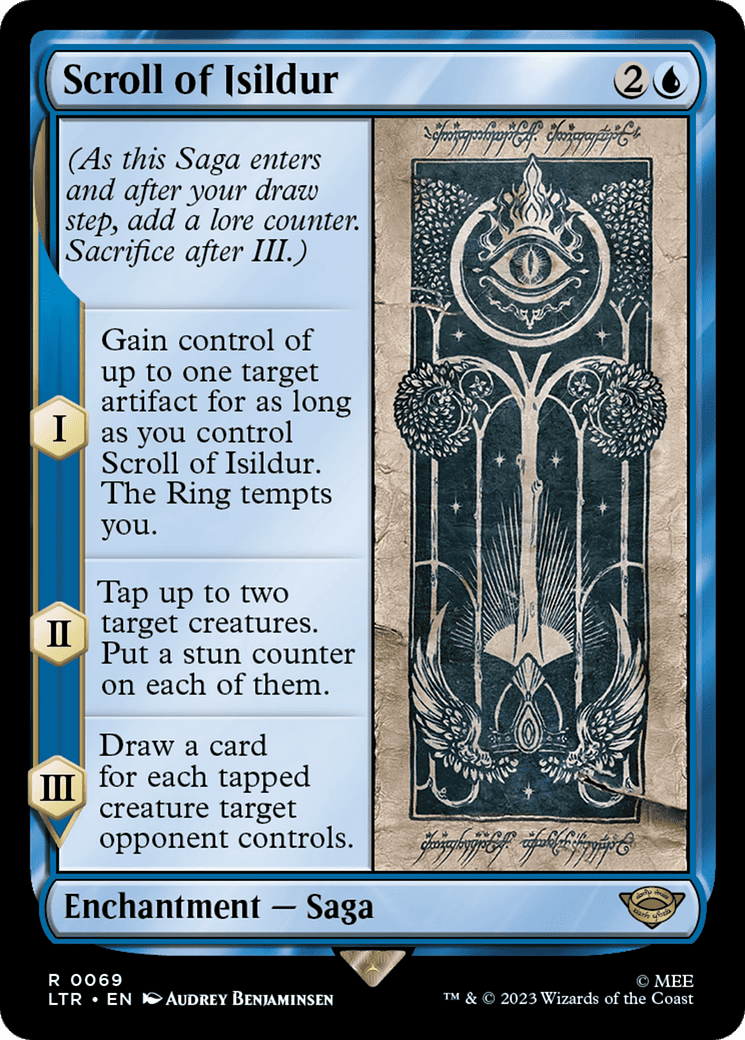 Scroll of Isildur
2
(As this Saga enters
and after your draw
step, add a lore counter.
Sacrifice after III.)
I
Gain control of
up to one target
artifact for as long
as you control
Scroll of Isildur.
The Ring tempts
you.
II
Tap up to two
target creatures.
Put a stun counter
on each of them.
III
Draw a card
for each tapped
creature target
opponent controls.
Enchantment — Saga
R 0069
LTR • EN AUDREY BENJAMINSEN
© MEE
™ & © 2023 Wizards of the Coast